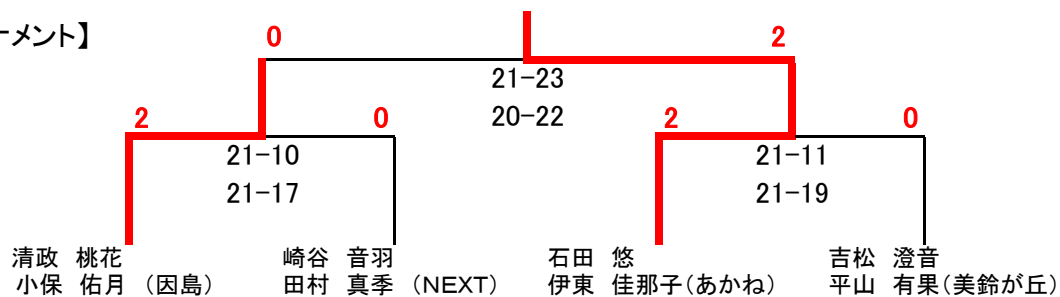 ーメント】
0 2
21-23
20-22
2 0 2 0
21-10 21-11
21-17 21-19
清政 桃花 崎谷 音羽 石田 悠 吉松 澄音
小保 佑月 (因島) 田村 真季 (NEXT) 伊東 佳那子(あかね) 平山 有果(美鈴が丘)